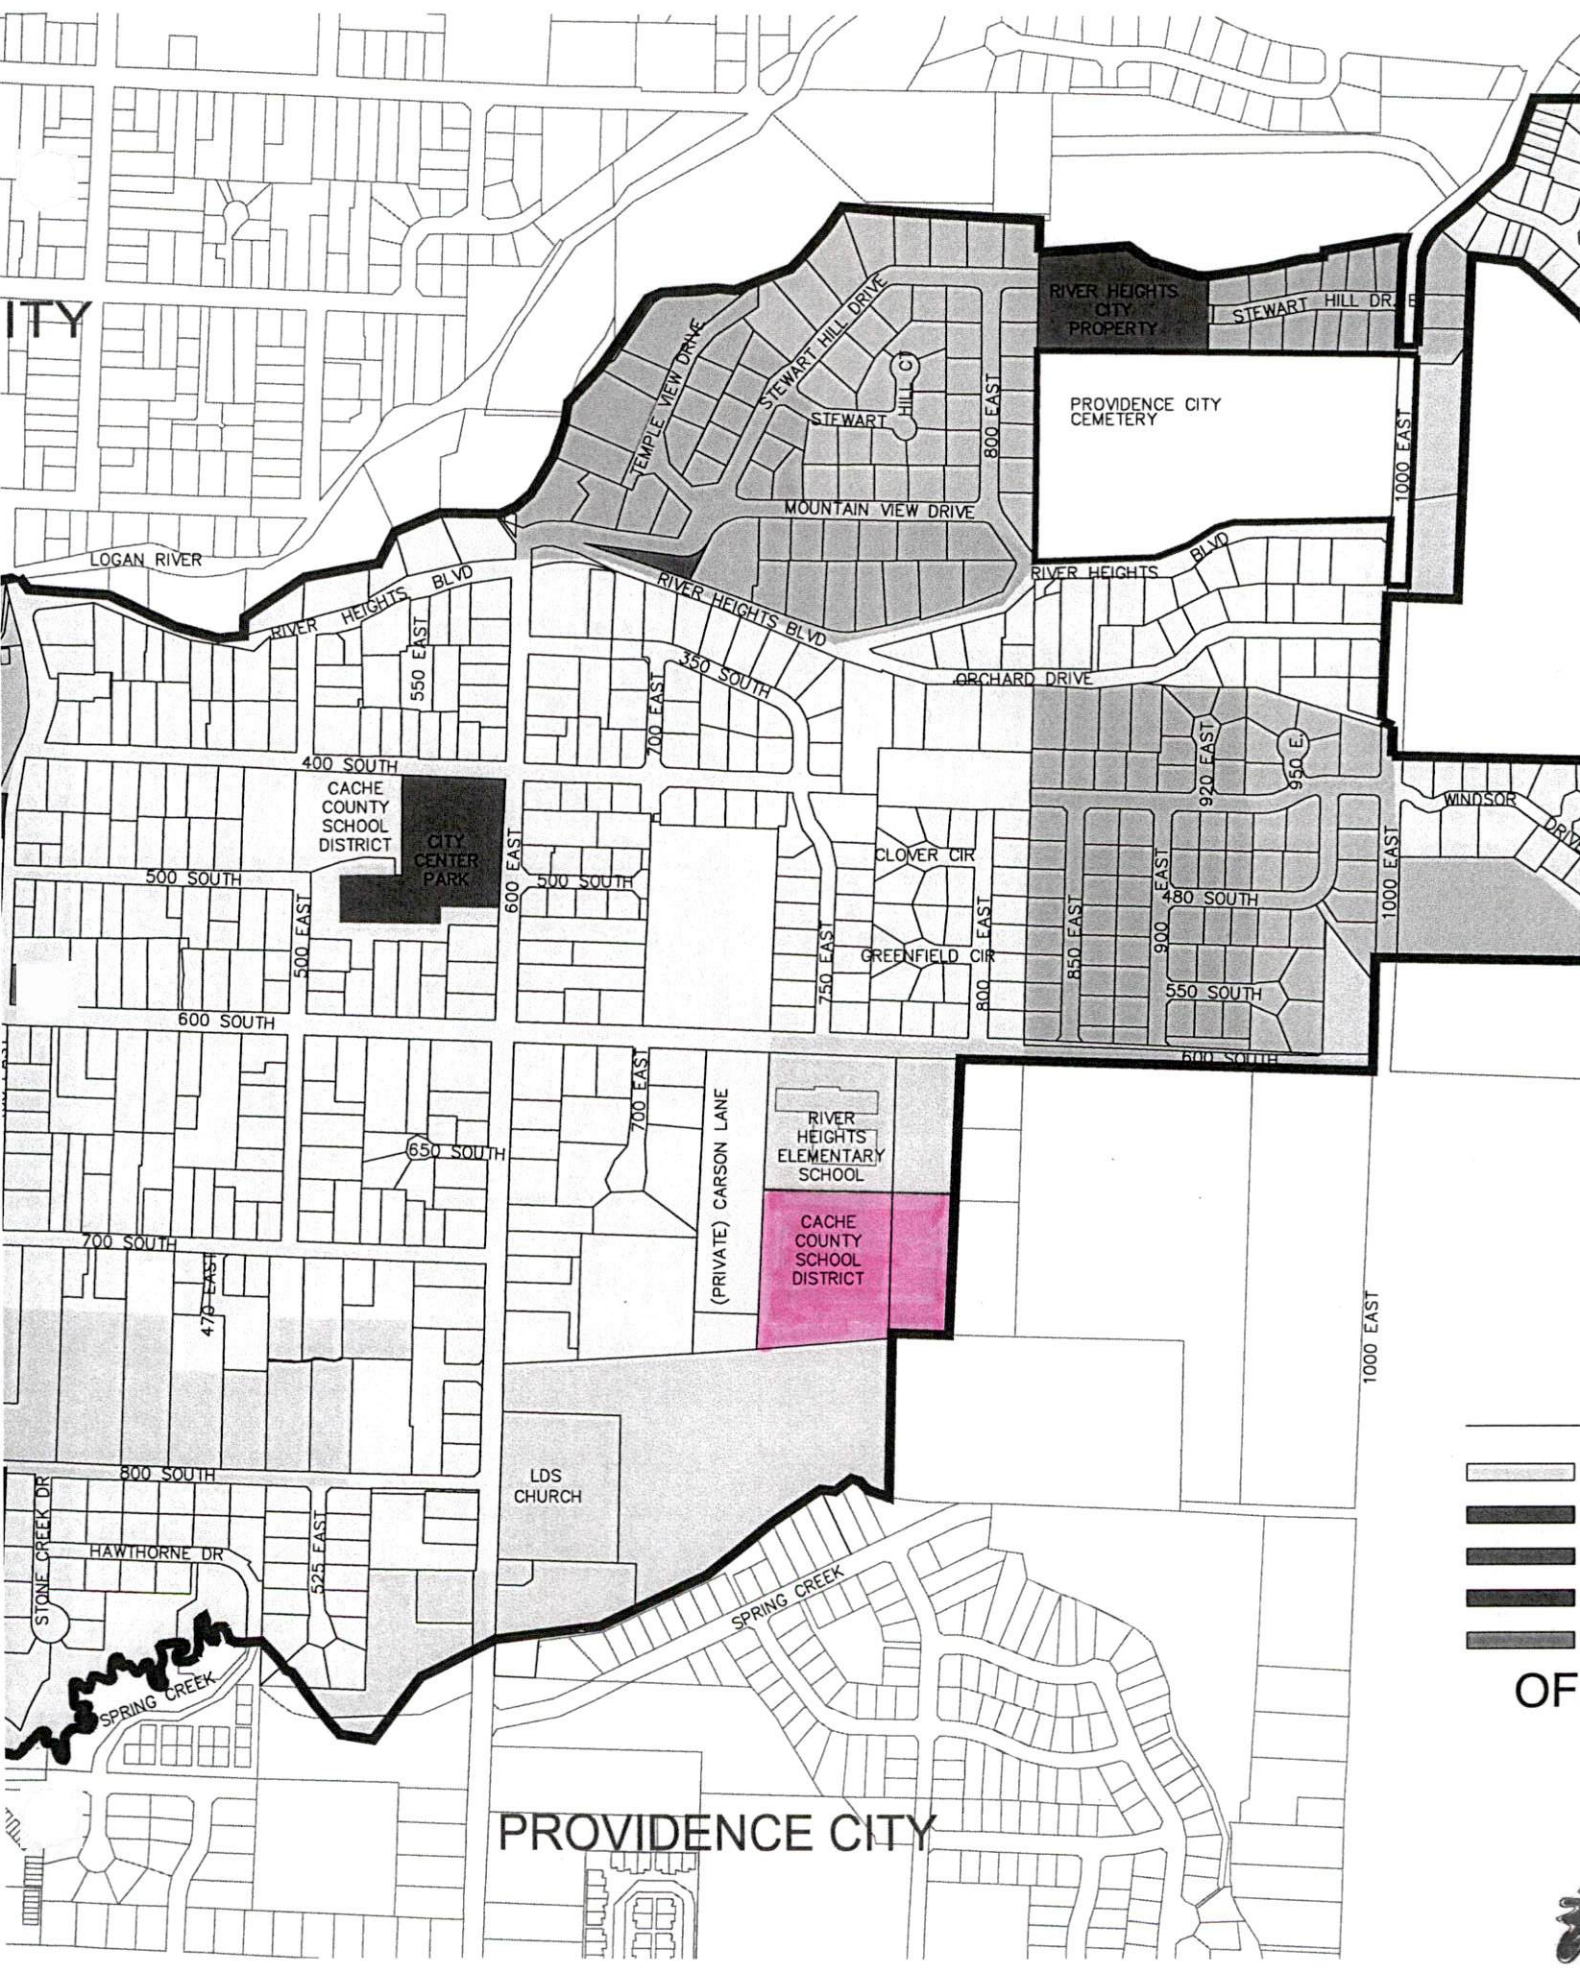 ITY
RIVER HEIGHTS
CITY
PROPERTY
STEWART HILL DR.
E
TEMPLE VIEW DRIVE
STEWART HILL DRIVE
STEWART
HILL CT
800 EAST
PROVIDENCE CITY
CEMETERY
1000 EAST
MOUNTAIN VIEW DRIVE
LOGAN RIVER
RIVER HEIGHTS BLVD
RIVER HEIGHTS BLVD
RIVER HEIGHTS BLVD
550 EAST
350 SOUTH
700 EAST
ORCHARD DRIVE
920 EAST
950 E.
400 SOUTH
CACHE
COUNTY
SCHOOL
DISTRICT
CITY
CENTER
PARK
600 EAST
WINDSOR
DRIVE
500 SOUTH
500 SOUTH
CLOVER CIR
500 EAST
750 EAST
GREENFIELD CIR
800 EAST
850 EAST
900 EAST
480 SOUTH
1000 EAST
550 SOUTH
600 SOUTH
600 SOUTH
700 EAST
(PRIVATE) CARSON LANE
RIVER
HEIGHTS
ELEMENTARY
SCHOOL
650 SOUTH
CACHE
COUNTY
SCHOOL
DISTRICT
700 SOUTH
470 EAST
1000 EAST
800 SOUTH
LDS
CHURCH
STONE CREEK DR
HAWTHORNE DR
525 EAST
SPRING CREEK
SPRING CREEK
OF
PROVIDENCE CITY